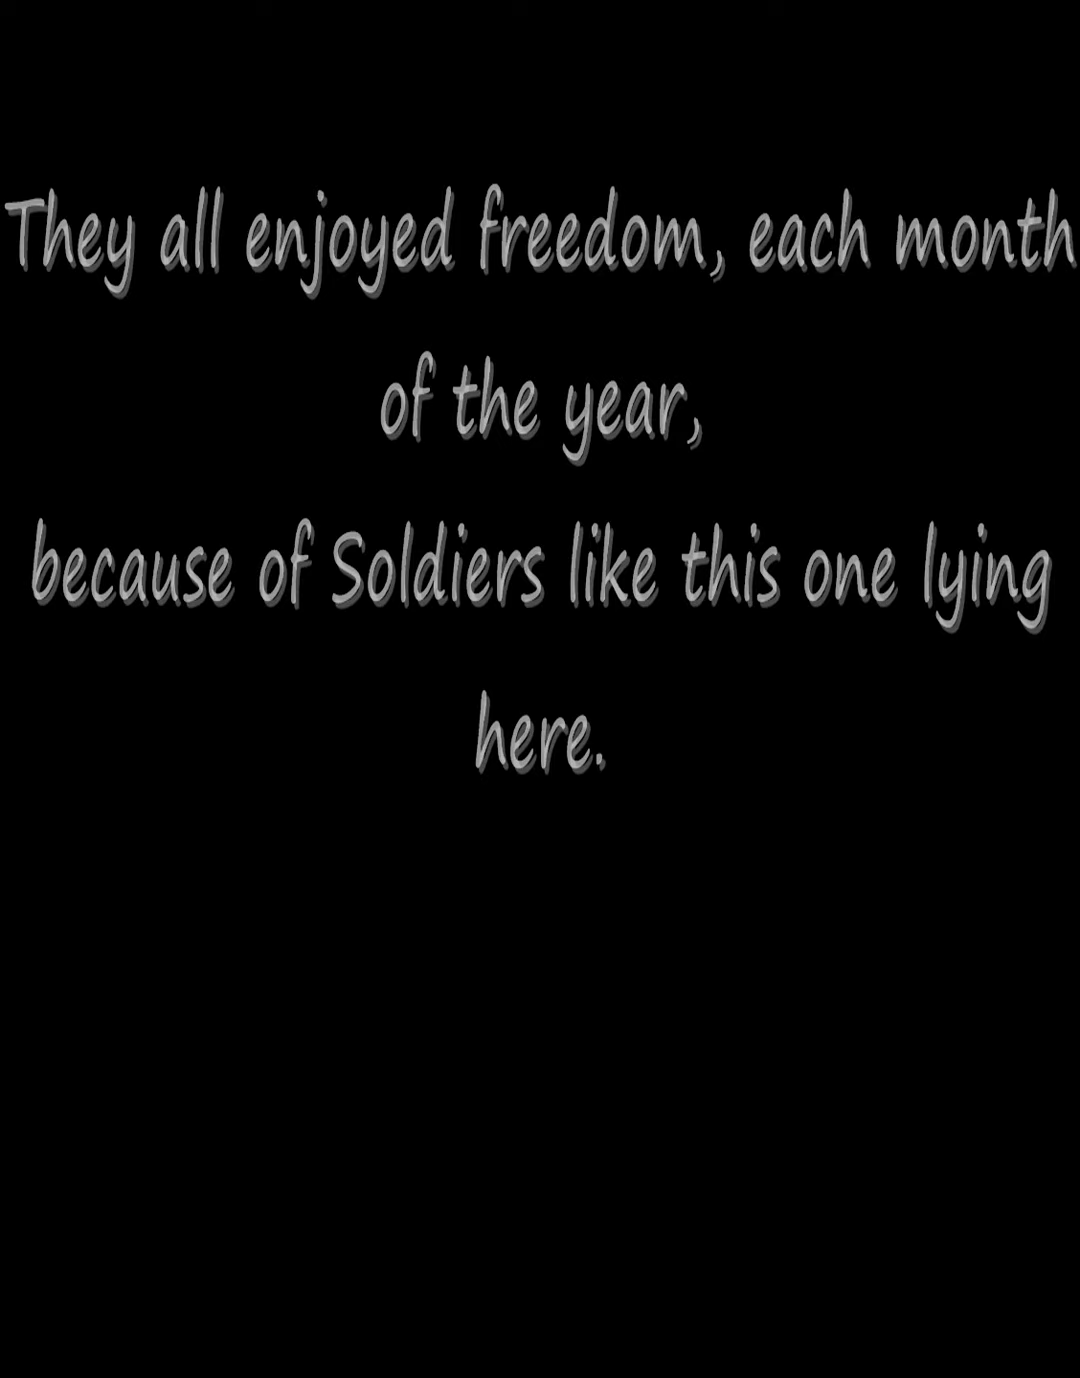 They all enjoyed freedom, each month
of the year,
because of Soldiers like this one lying
here.